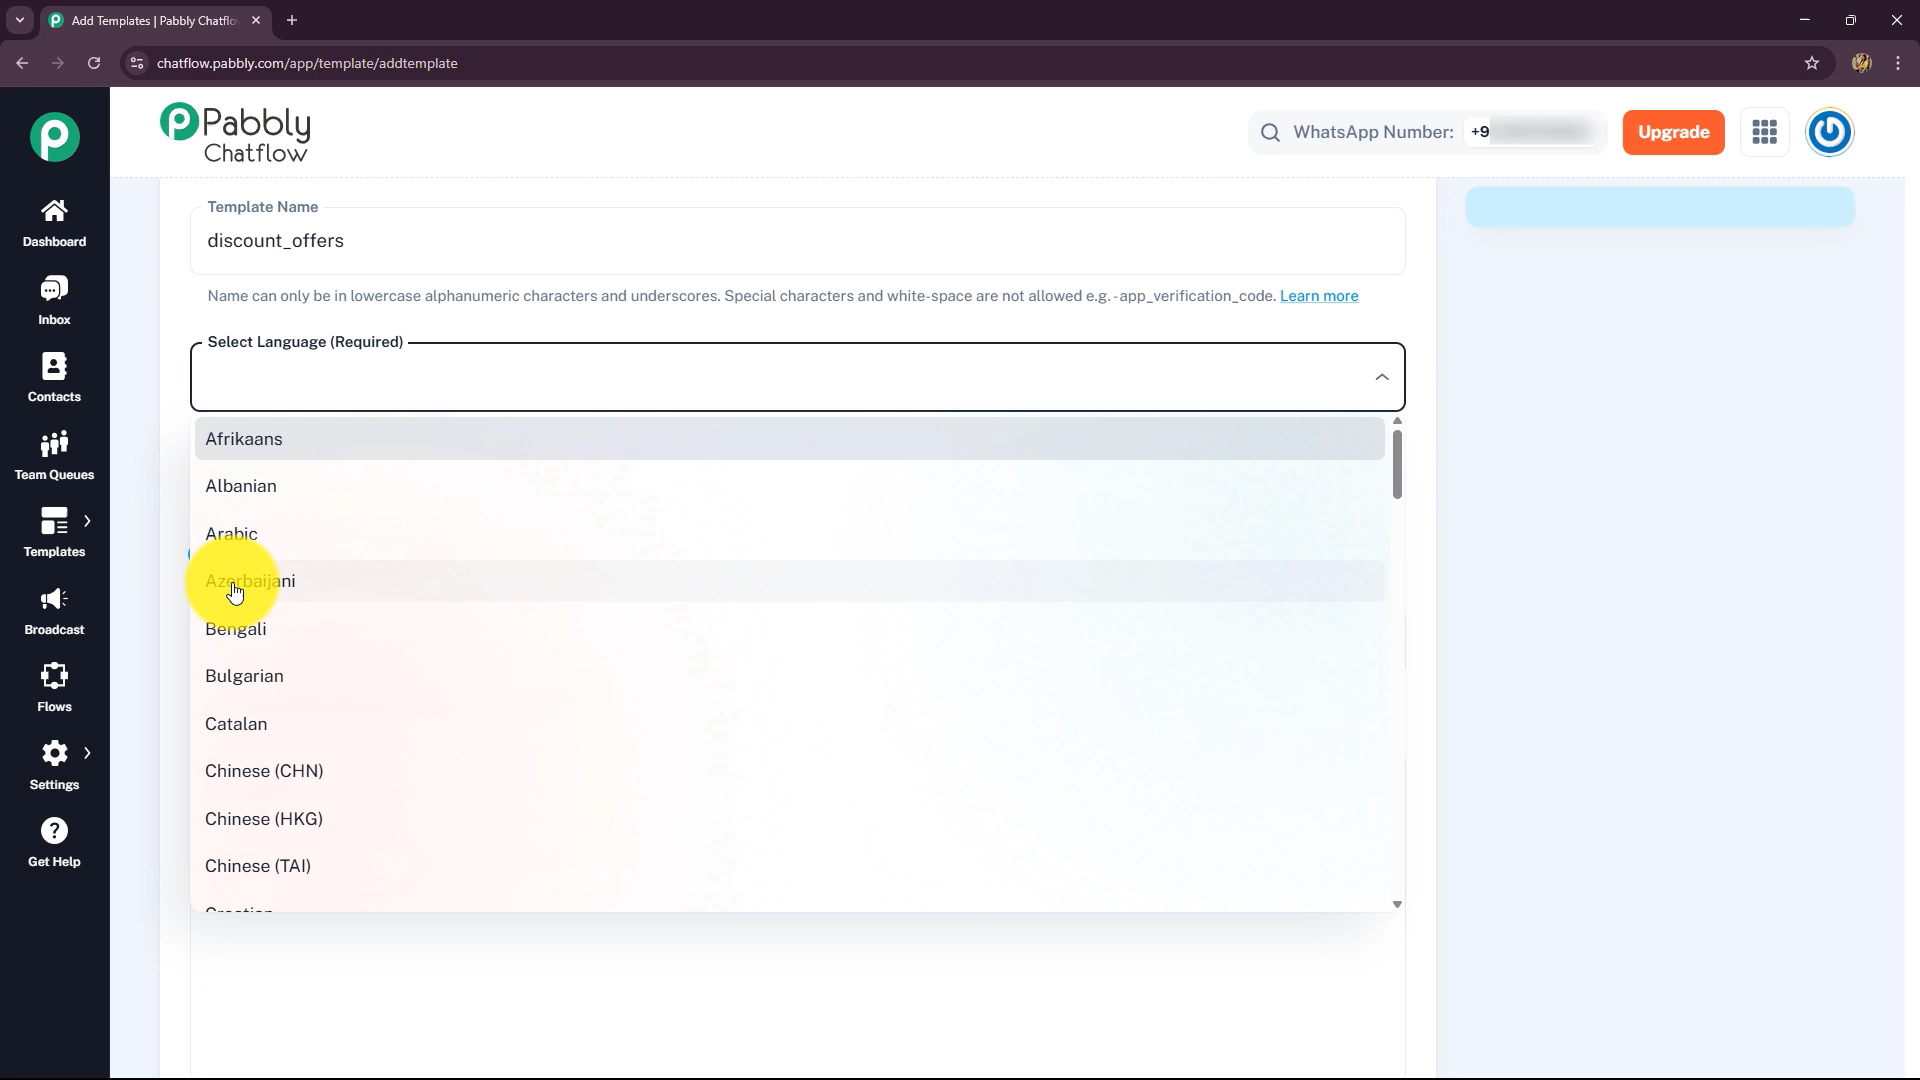 Add Templates | Pabbly Chatflo
chatflow.pabbly.com/app/template/addtemplate
Pabbly
Chatflow
WhatsApp Number: +9
Upgrade
Dashboard
Inbox
Contacts
Team Queues
Templates
Broadcast
Flows
Settings
Get Help
Template Name
discount_offers
Name can only be in lowercase alphanumeric characters and underscores. Special characters and white-space are not allowed e.g. - app_verification_code. Learn more
Select Language (Required)
Afrikaans
Albanian
Arabic
Azerbaijani
Bengali
Bulgarian
Catalan
Chinese (CHN)
Chinese (HKG)
Chinese (TAI)
Croatian